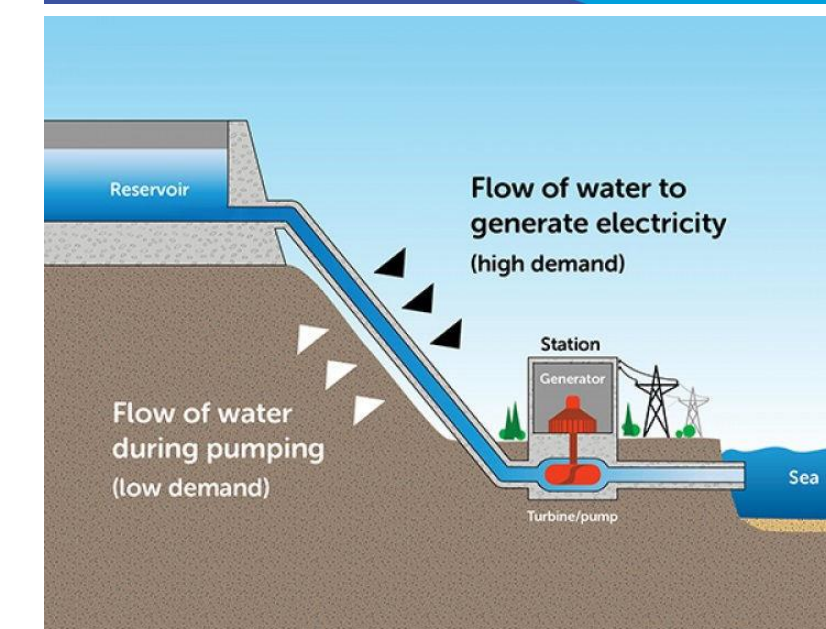 Reservoir
Flow of water to
generate electricity
(high demand)
Station
Generator
Flow of water
during pumping
(low demand)
Sea
Turbine/pump